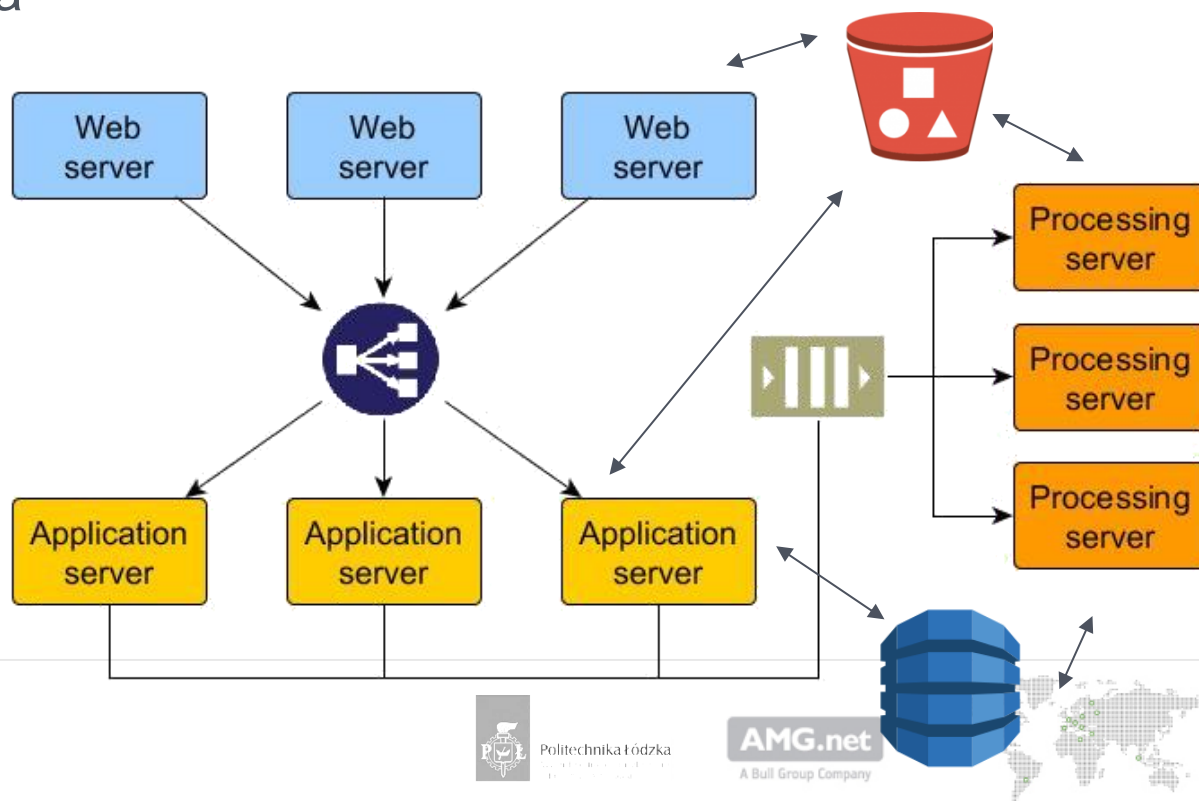 a
Web
server
Web
server
Web
server
Processing
server
Processing
server
Processing
server
Application
server
Application
server
Application
server
P Ł
Politechnika Łódzka
AMG.net
A Bull Group Company